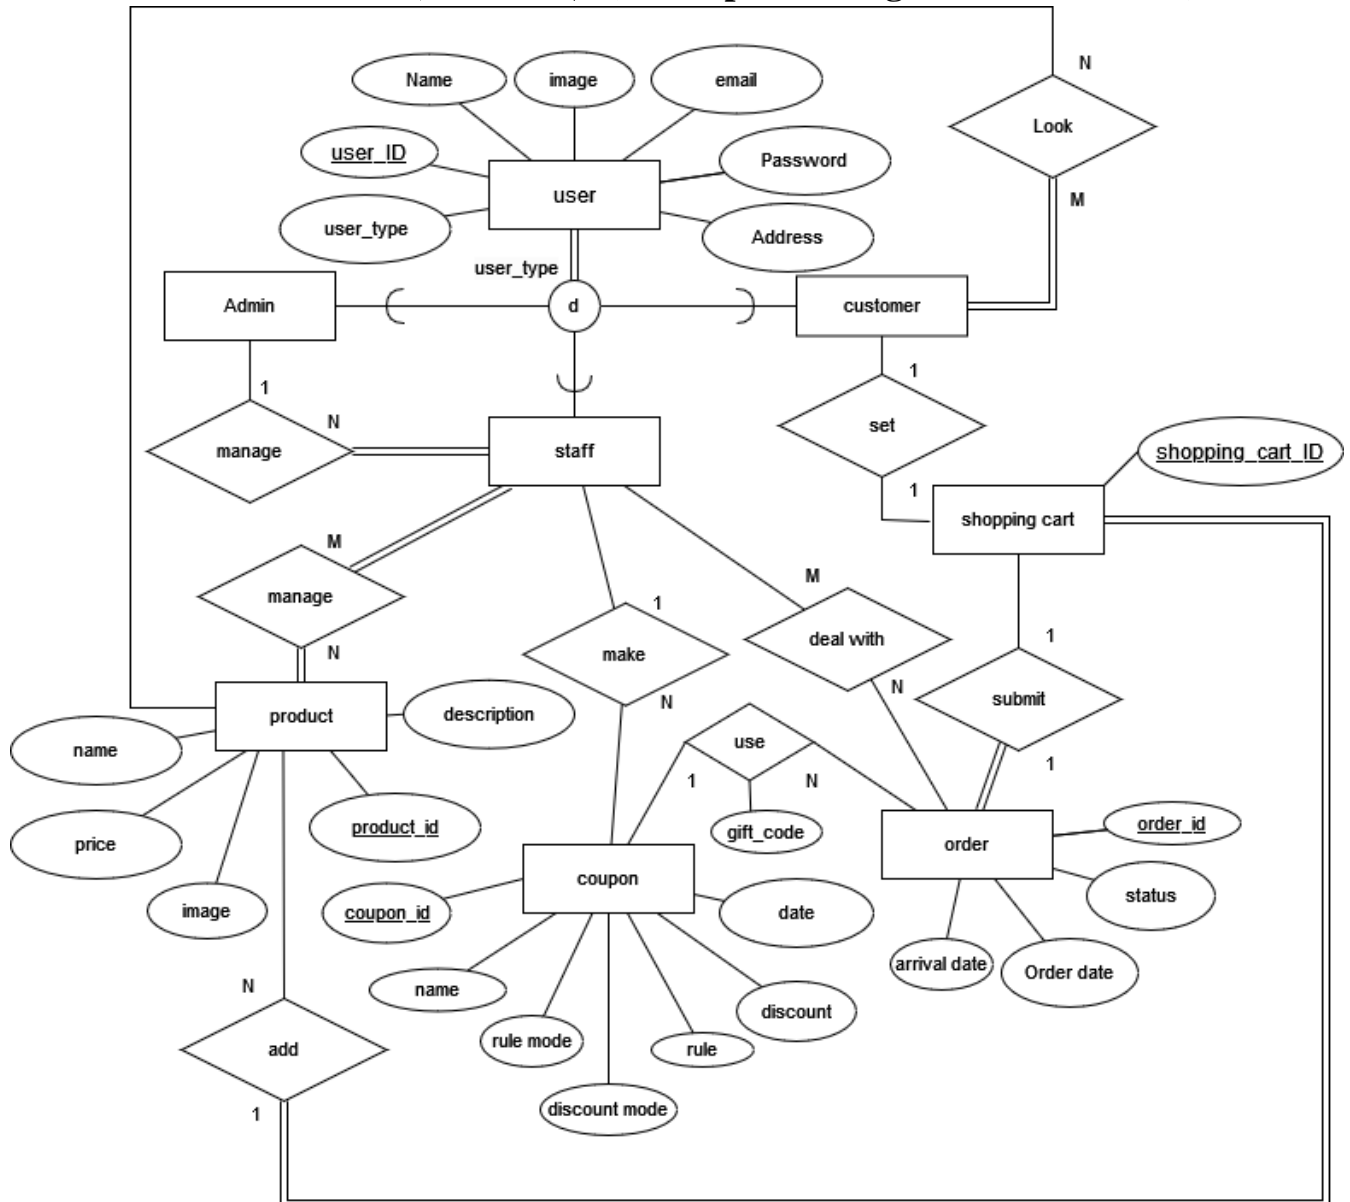 N
Name
image
email
Look
user_ID
Password
user
M
user_type
Address
user_type
Admin
d
customer
1
1
N
set
manage
staff
shopping_cart_ID
1
shopping cart
M
M
manage
1
deal with
1
make
N
N
submit
N
product
description
name
use
1
1
N
product_id
gift_code
order_id
price
order
coupon
status
image
coupon_id
date
arrival date
Order date
name
N
discount
rule mode
rule
add
discount mode
1